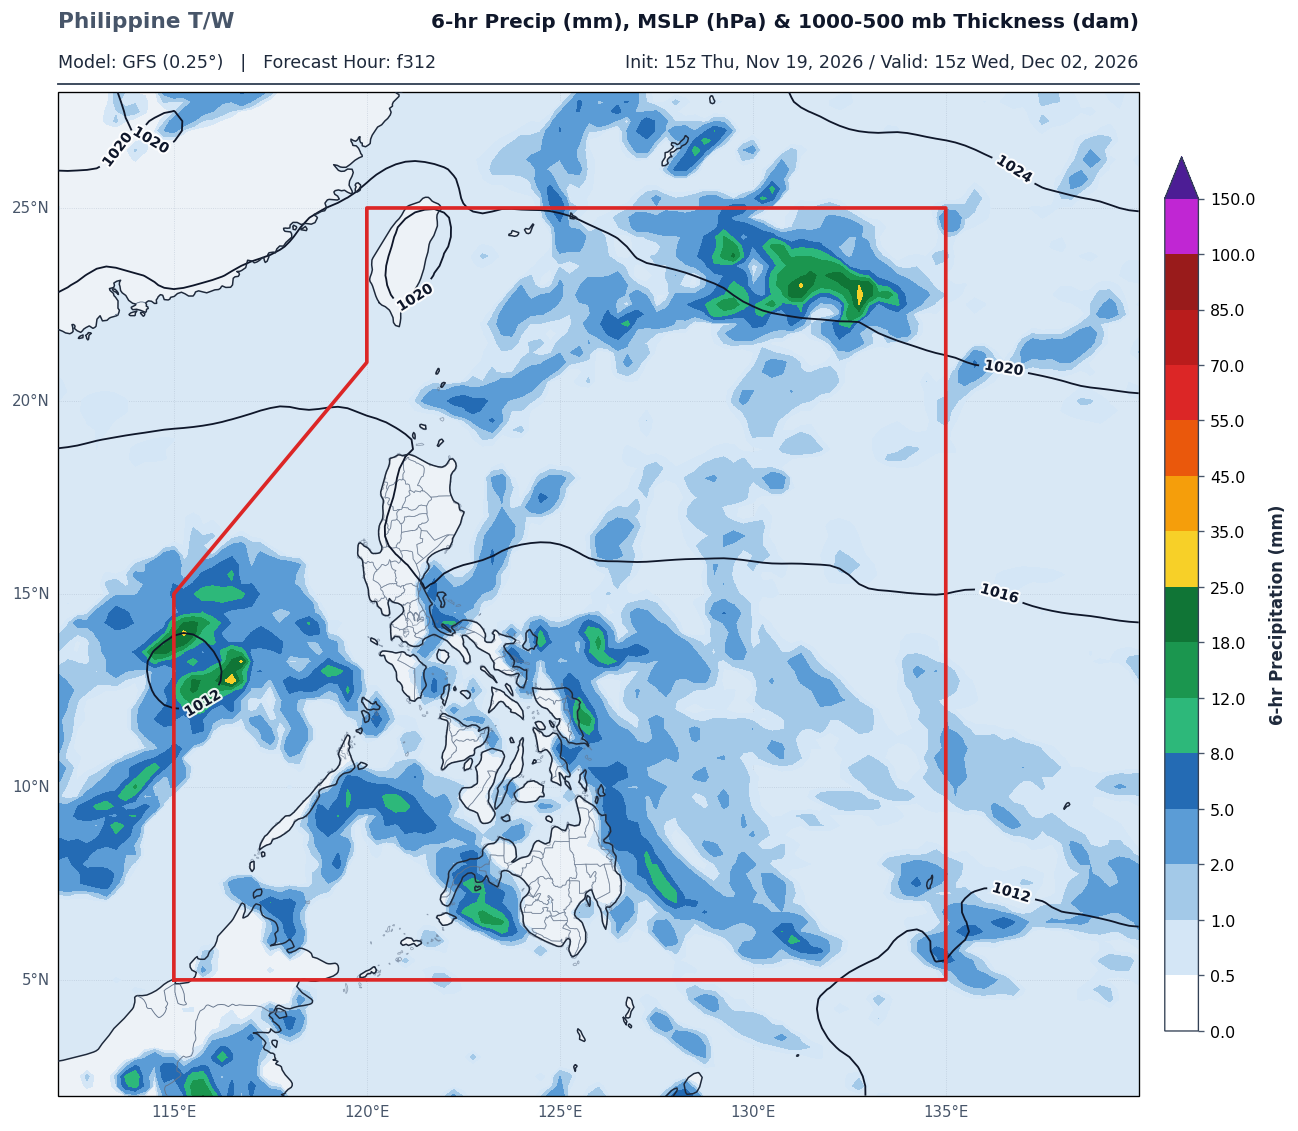 Philippine T/W
6-hr Precip (mm), MSLP (hPa) & 1000-500 mb Thickness (dam)
Model: GFS (0.25°) | Forecast Hour: f312
Init: 15z Thu, Nov 19, 2026 / Valid: 15z Wed, Dec 02, 2026
1020
1020
1024
1020
1020
1016
1012
1012
25°N
20°N
15°N
10°N
5°N
115°E
120°E
125°E
130°E
135°E
150.0
100.0
85.0
70.0
55.0
45.0
35.0
25.0
18.0
12.0
8.0
5.0
2.0
1.0
0.5
0.0
6-hr Precipitation (mm)